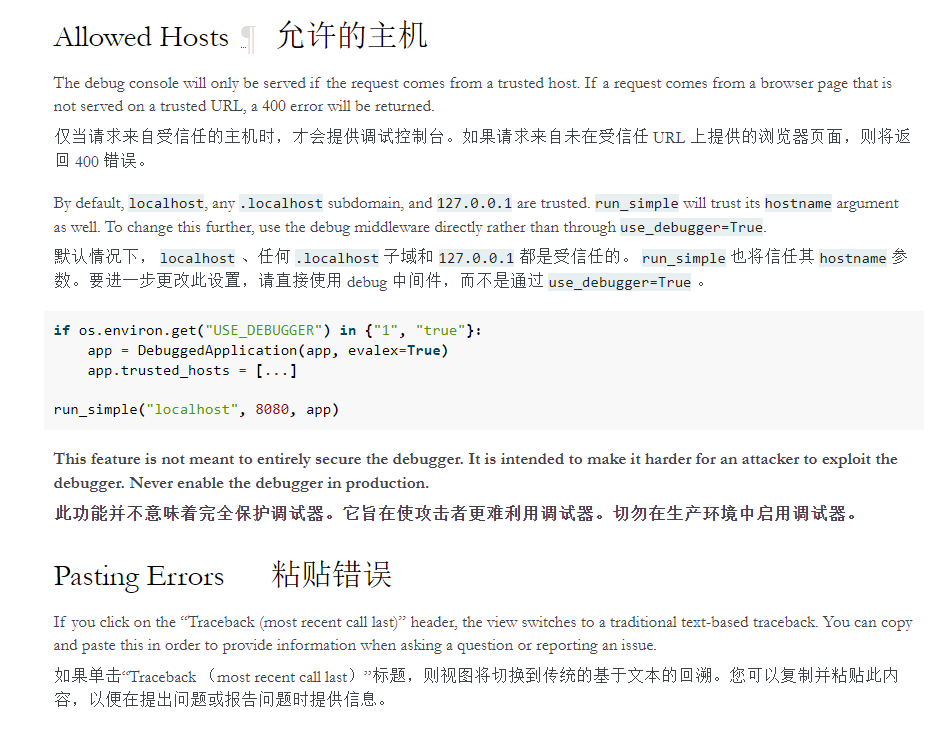 Allowed Hosts ¶ 允许的主机
The debug console will only be served if the request comes from a trusted host. If a request comes from a browser page that is
not served on a trusted URL, a 400 error will be returned.
仅当请求来自受信任的主机时，才会提供调试控制台。如果请求来自未在受信任 URL 上提供的浏览器页面，则将返
回 400 错误。
By default, localhost, any .localhost subdomain, and 127.0.0.1 are trusted. run_simple will trust its hostname argument
as well. To change this further, use the debug middleware directly rather than through use_debugger=True.
默认情况下， localhost 、任何 .localhost 子域和 127.0.0.1 都是受信任的。 run_simple 也将信任其 hostname 参
数。要进一步更改此设置，请直接使用 debug 中间件，而不是通过 use_debugger=True 。
if os.environ.get("USE_DEBUGGER") in {"1", "true"}:
    app = DebuggedApplication(app, evalex=True)
    app.trusted_hosts = [...]
run_simple("localhost", 8080, app)
This feature is not meant to entirely secure the debugger. It is intended to make it harder for an attacker to exploit the
debugger. Never enable the debugger in production.
此功能并不意味着完全保护调试器。它旨在使攻击者更难利用调试器。切勿在生产环境中启用调试器。
Pasting Errors 粘贴错误
If you click on the “Traceback (most recent call last)” header, the view switches to a traditional text-based traceback. You can copy
and paste this in order to provide information when asking a question or reporting an issue.
如果单击“Traceback （most recent call last）”标题，则视图将切换到传统的基于文本的回溯。您可以复制并粘贴此内
容，以便在提出问题或报告问题时提供信息。